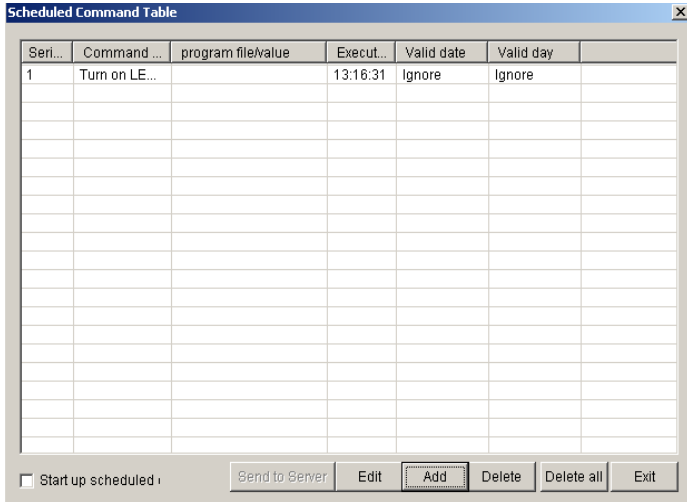 Scheduled Command Table
Seri... Command ... program file/value Execut... Valid date Valid day
1 Turn on LE... 13:16:31 Ignore Ignore
Start up scheduled Send to Server Edit Add Delete Delete all Exit